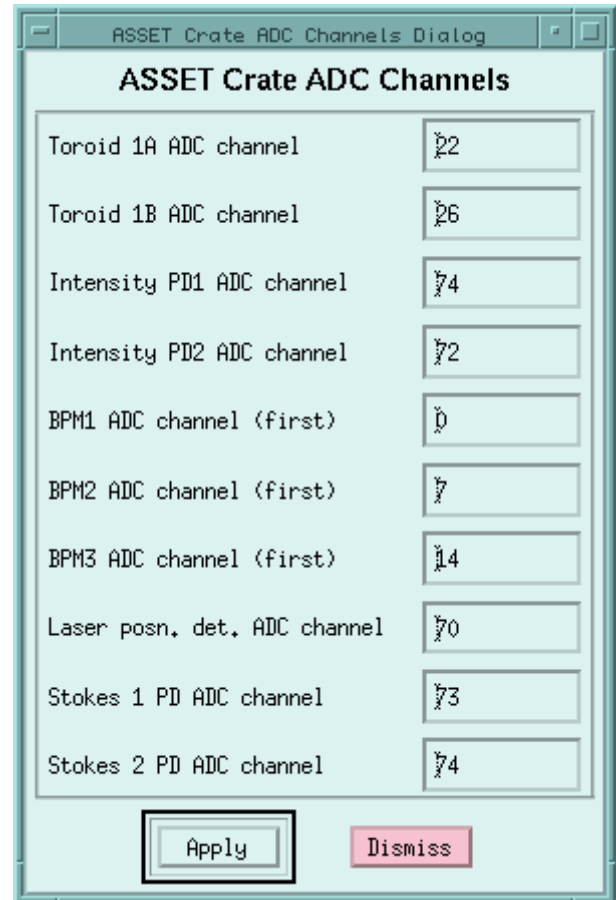 ASSET Crate ADC Channels Dialog
ASSET Crate ADC Channels
Toroid 1A ADC channel 22
Toroid 1B ADC channel 26
Intensity PD1 ADC channel 74
Intensity PD2 ADC channel 72
BPM1 ADC channel (first) 0
BPM2 ADC channel (first) 7
BPM3 ADC channel (first) 14
Laser posn. det. ADC channel 70
Stokes 1 PD ADC channel 73
Stokes 2 PD ADC channel 74
Apply Dismiss